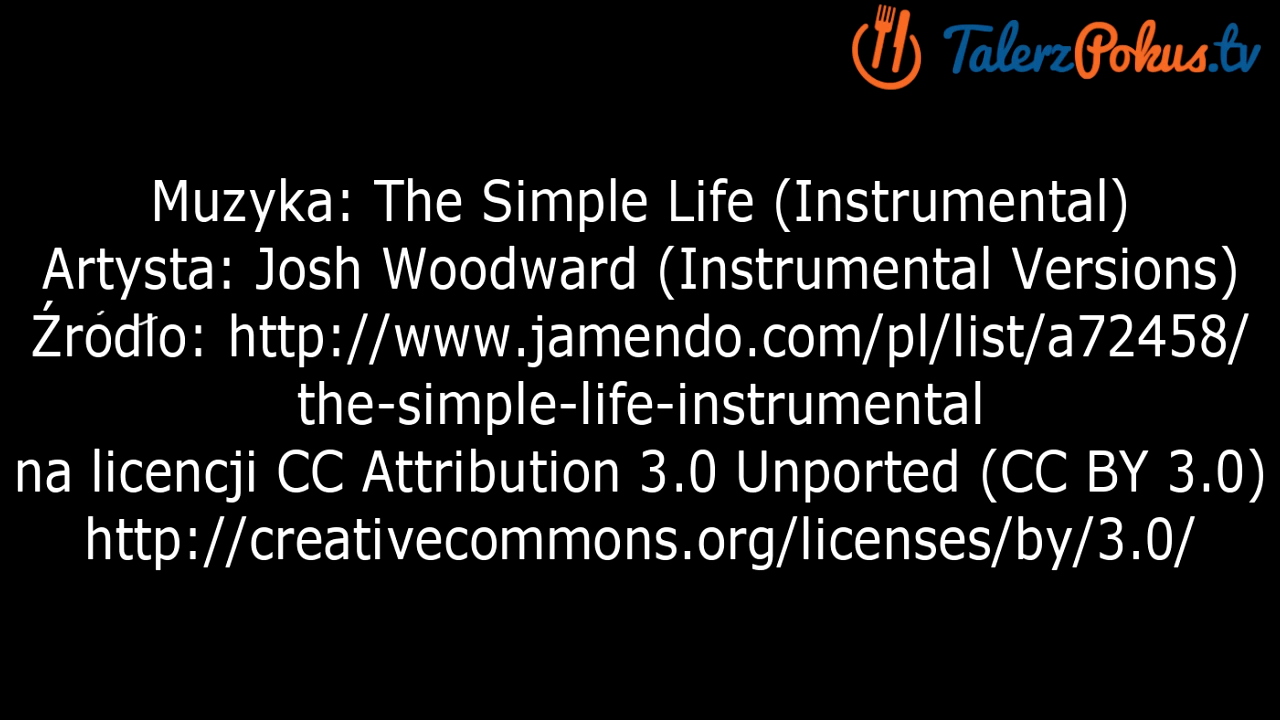 TalerzPokus.tv
Muzyka: The Simple Life (Instrumental)
Artysta: Josh Woodward (Instrumental Versions)
Źródło: http://www.jamendo.com/pl/list/a72458/
the-simple-life-instrumental
na licencji CC Attribution 3.0 Unported (CC BY 3.0)
http://creativecommons.org/licenses/by/3.0/